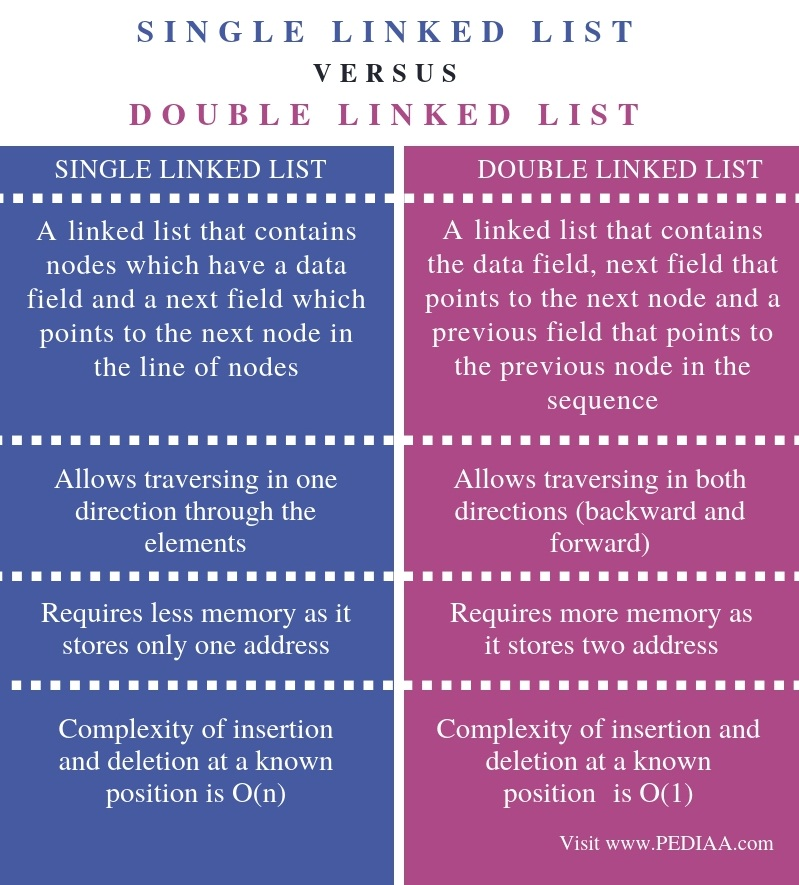 SINGLE LINKED LIST
VERSUS
DOUBLE LINKED LIST
SINGLE LINKED LIST
A linked list that contains
nodes which have a data
field and a next field which
points to the next node in
the line of nodes
Allows traversing in one
direction through the
elements
Requires less memory as it
stores only one address
Complexity of insertion
and deletion at a known
position is O(n)
DOUBLE LINKED LIST
A linked list that contains
the data field, next field that
points to the next node and a
previous field that points to
the previous node in the
sequence
Allows traversing in both
directions (backward and
forward)
Requires more memory as
it stores two address
Complexity of insertion and
deletion at a known
position is O(1)
Visit www.PEDIAA.com